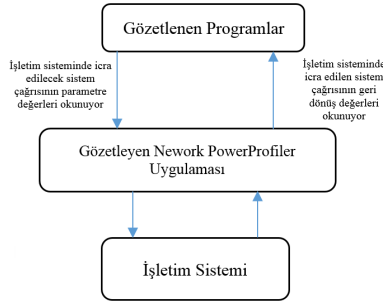 Gözetlenen Programlar
İşletim sisteminde icra
edilecek sistem
çağrısının parametre
değerleri okunuyor
İşletim sisteminde
icra edilen sistem
çağrısının geri
dönüş değerleri
okunuyor
Gözetleyen Nework PowerProfiler
Uygulaması
İşletim Sistemi